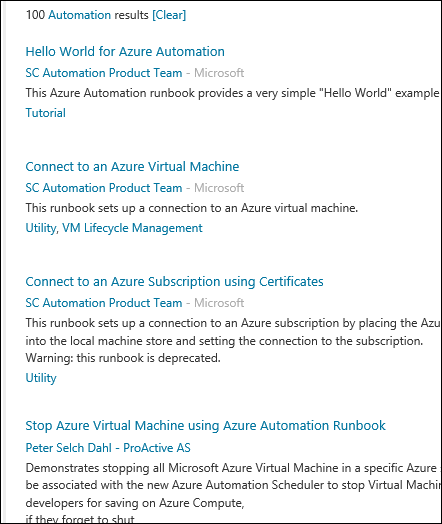 100 Automation results [Clear]
Hello World for Azure Automation
SC Automation Product Team - Microsoft
This Azure Automation runbook provides a very simple "Hello World" example
Tutorial
Connect to an Azure Virtual Machine
SC Automation Product Team - Microsoft
This runbook sets up a connection to an Azure virtual machine.
Utility, VM Lifecycle Management
Connect to an Azure Subscription using Certificates
SC Automation Product Team - Microsoft
This runbook sets up a connection to an Azure subscription by placing the Azu
into the local machine store and setting the connection to the subscription.
Warning: this runbook is deprecated.
Utility
Stop Azure Virtual Machine using Azure Automation Runbook
Peter Selch Dahl - ProActive AS
Demonstrates stopping all Microsoft Azure Virtual Machine in a specific Azure
be associated with the new Azure Automation Scheduler to stop Virtual Machin
developers for saving on Azure Compute,
if they forget to shut